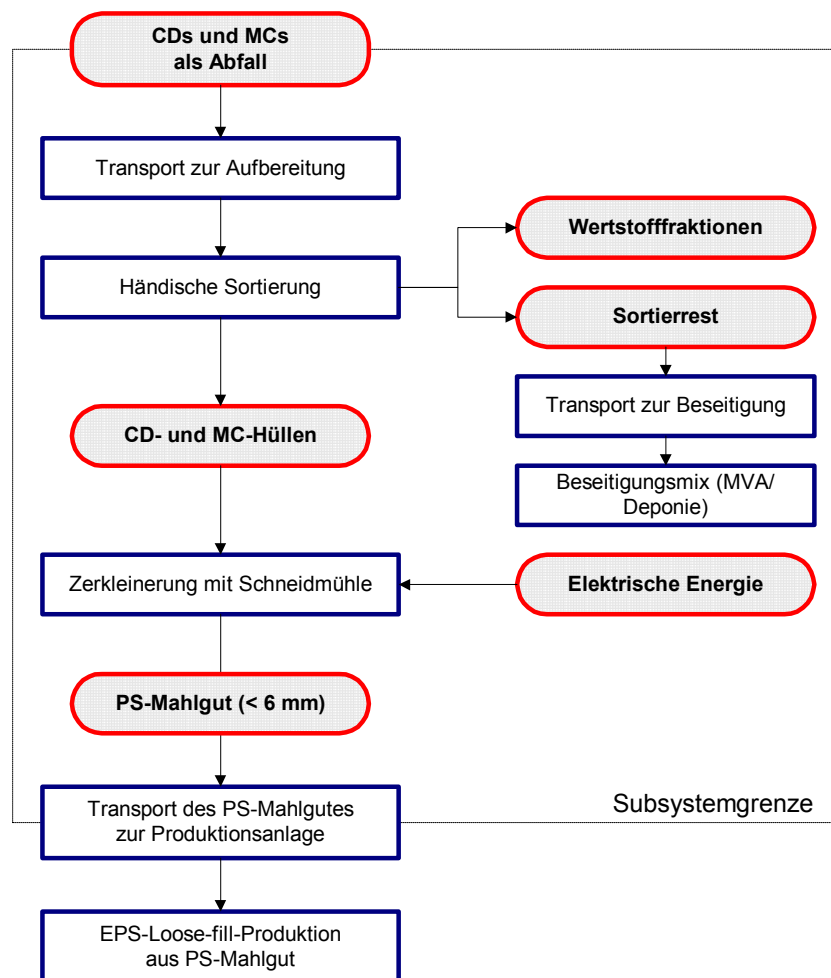 CDs und MCs
als Abfall
Transport zur Aufbereitung
Wertstofffraktionen
Händische Sortierung
Sortierrest
Transport zur Beseitigung
CD- und MC-Hüllen
Beseitigungsmix (MVA/
Deponie)
Zerkleinerung mit Schneidmühle
Elektrische Energie
PS-Mahlgut (< 6 mm)
Transport des PS-Mahlgutes
zur Produktionsanlage
Subsystemgrenze
EPS-Loose-fill-Produktion
aus PS-Mahlgut